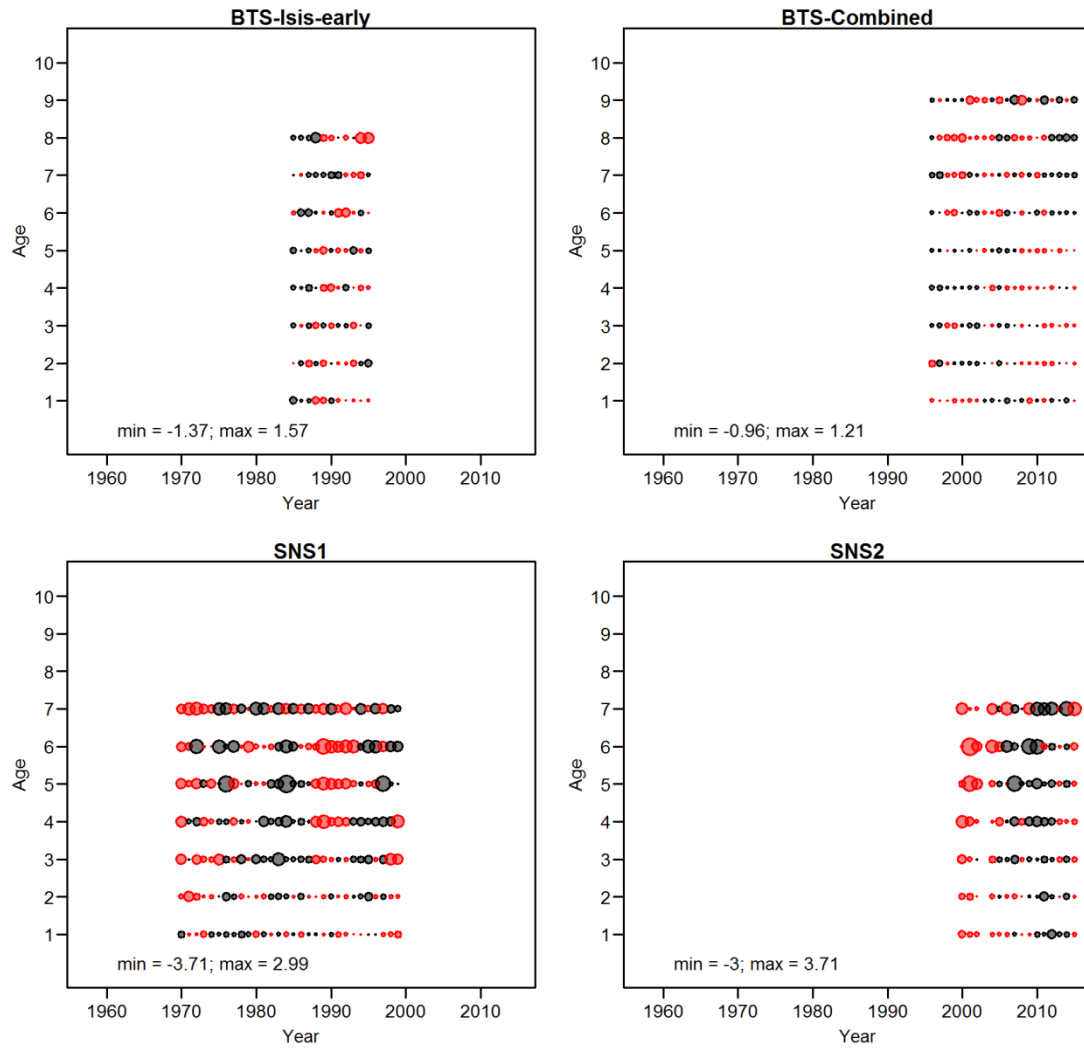 BTS-Isis-early
BTS-Combined
10
9
8
7
6
5
4
3
2
1
Age
min = -1.37; max = 1.57
1960 1970 1980 1990 2000 2010
Year
10
9
8
7
6
5
4
3
2
1
Age
min = -0.96; max = 1.21
1960 1970 1980 1990 2000 2010
Year
SNS1
SNS2
10
9
8
7
6
5
4
3
2
1
Age
min = -3.71; max = 2.99
1960 1970 1980 1990 2000 2010
Year
10
9
8
7
6
5
4
3
2
1
Age
min = -3; max = 3.71
1960 1970 1980 1990 2000 2010
Year